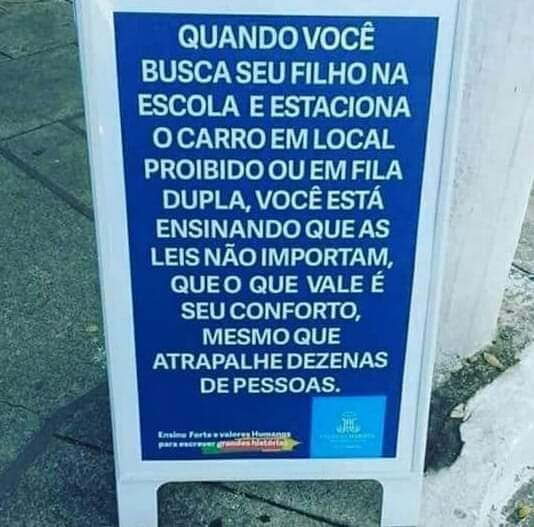 QUANDO VOCÊ
BUSCA SEU FILHO NA
ESCOLA E ESTACIONA
O CARRO EM LOCAL
PROIBIDO OU EM FILA
DUPLA, VOCÊ ESTÁ
ENSINANDO QUE AS
LEIS NÃO IMPORTAM,
QUE O QUE VALE É
SEU CONFORTO,
MESMO QUE
ATRAPALHE DEZENAS
DE PESSOAS.
Ensino Forte e valores Humanos
para escrever grandes histórias